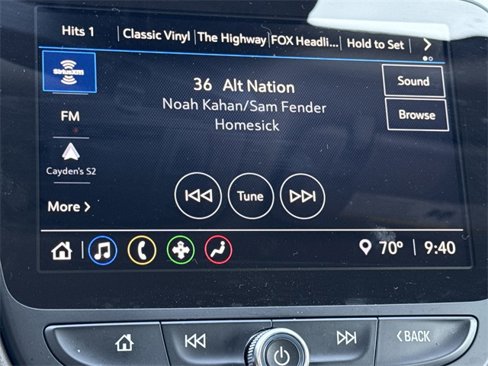 Hits 1 Classic Vinyl The Highway FOX Headli... Hold to Set
SiriusXM
36 Alt Nation
Sound
Noah Kahan/Sam Fender
Browse
FM
Homesick
Cayden's S2
Tune
More
70° 9:40
BACK